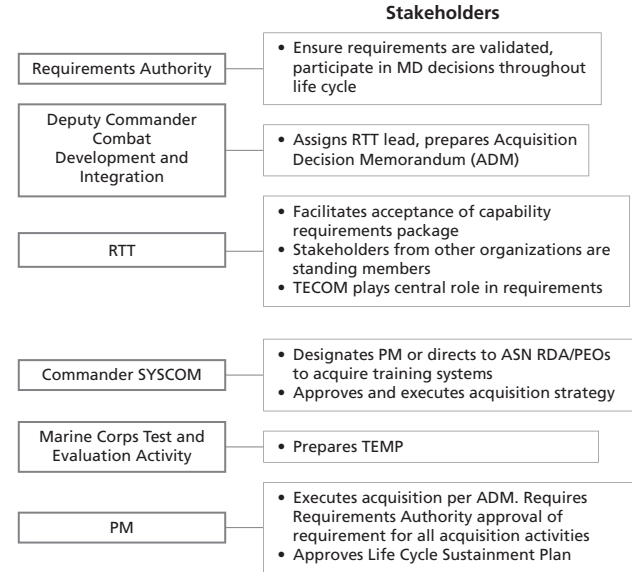 Stakeholders
Requirements Authority
• Ensure requirements are validated,
participate in MD decisions throughout
life cycle
Deputy Commander
Combat
Development and
Integration
• Assigns RTT lead, prepares Acquisition
Decision Memorandum (ADM)
RTT
• Facilitates acceptance of capability
requirements package
• Stakeholders from other organizations are
standing members
• TECOM plays central role in requirements
Commander SYSCOM
• Designates PM or directs to ASN RDA/PEOs
to acquire training systems
• Approves and executes acquisition strategy
Marine Corps Test and
Evaluation Activity
• Prepares TEMP
PM
• Executes acquisition per ADM. Requires
Requirements Authority approval of
requirement for all acquisition activities
• Approves Life Cycle Sustainment Plan